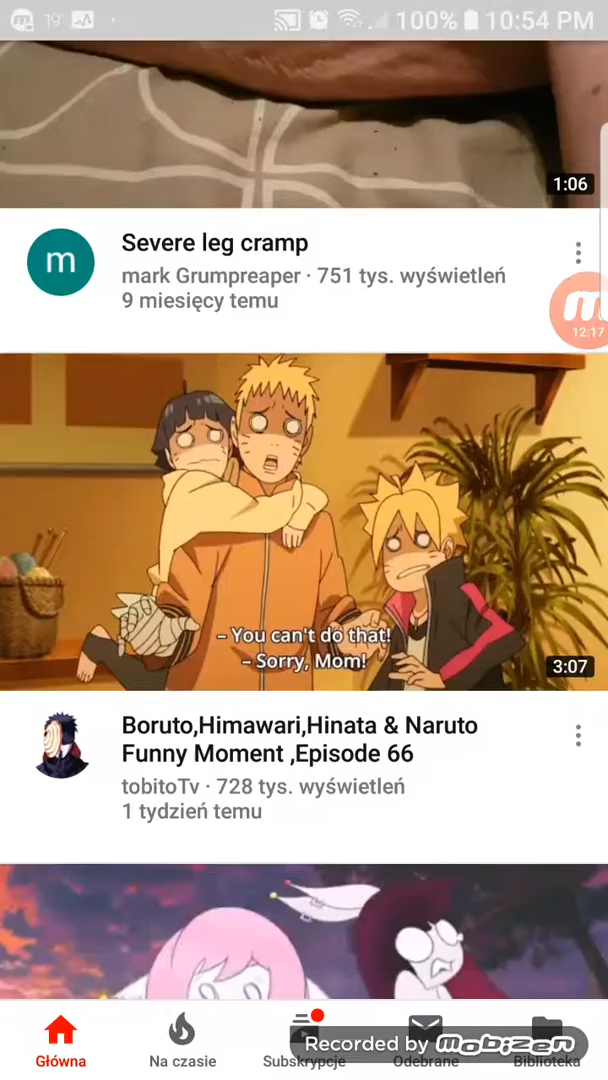 19 100% 10:54 PM
1:06
m
Severe leg cramp
mark Grumpreaper · 751 tys. wyświetleń
9 miesięcy temu
m
12:17
– You can't do that!
– Sorry, Mom!
3:07
Boruto,Himawari,Hinata & Naruto
Funny Moment ,Episode 66
tobitoTv · 728 tys. wyświetleń
1 tydzień temu
Recorded by mobizen
Główna Na czasie Subskrypcje Odebrane Biblioteka